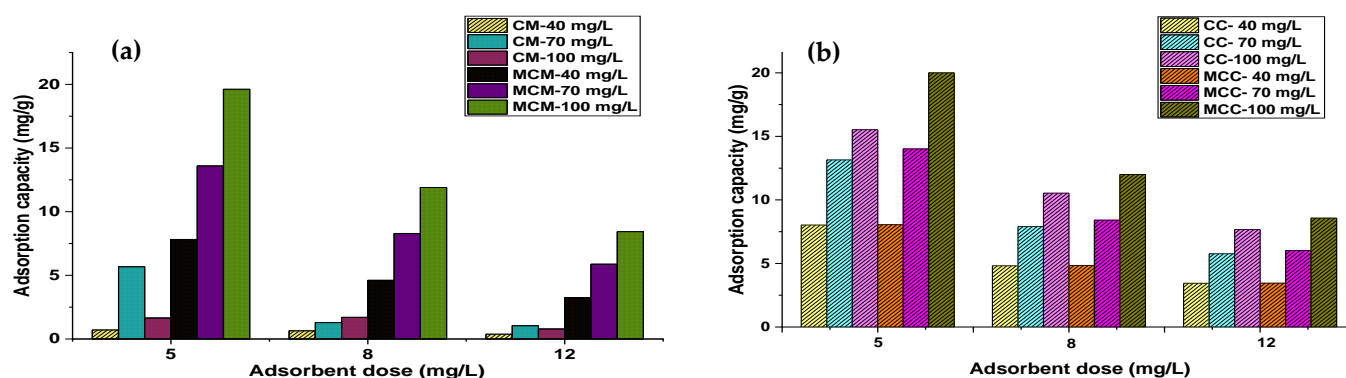 (a)
CM-40 mg/L
CM-70 mg/L
CM-100 mg/L
MCM-40 mg/L
MCM-70 mg/L
MCM-100 mg/L
Adsorption capacity (mg/g)
20
15
10
5
0
5 8 12
Adsorbent dose (mg/L)
(b)
CC- 40 mg/L
CC- 70 mg/L
CC-100 mg/L
MCC- 40 mg/L
MCC- 70 mg/L
MCC-100 mg/L
Adsorption capacity (mg/g)
20
15
10
5
0
5 8 12
Adsorbent dose (mg/L)